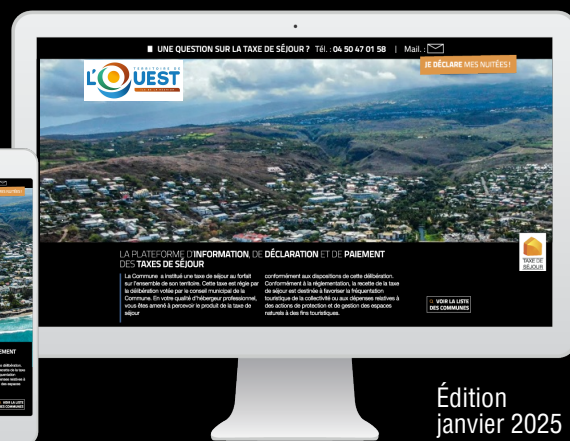 UNE QUESTION SUR LA TAXE DE SÉJOUR ? Tél. : 04 50 47 01 58 | Mail. :
JE DÉCLARE MES NUITÉES !
TERRITOIRE DE
L'OUEST
LA PLATEFORME D'INFORMATION, DE DÉCLARATION ET DE PAIEMENT
DES TAXES DE SÉJOUR
La Commune a institué une taxe de séjour au forfait
sur l'ensemble de son territoire. Cette taxe est régie par
la délibération votée par le conseil municipal de la
Commune. En votre qualité d'hébergeur professionnel,
vous êtes amené à percevoir le produit de la taxe de
séjour
conformément aux dispositions de cette délibération.
Conformément à la réglementation, la recette de la taxe
de séjour est destinée à favoriser la fréquentation
touristique de la collectivité ou aux dépenses relatives à
des actions de protection et de gestion des espaces
naturels à des fins touristiques.
TAXE DE
SÉJOUR
VOIR LA LISTE
DES COMMUNES
EMENT
VOIR LA LISTE
DES COMMUNES
Édition
janvier 2025